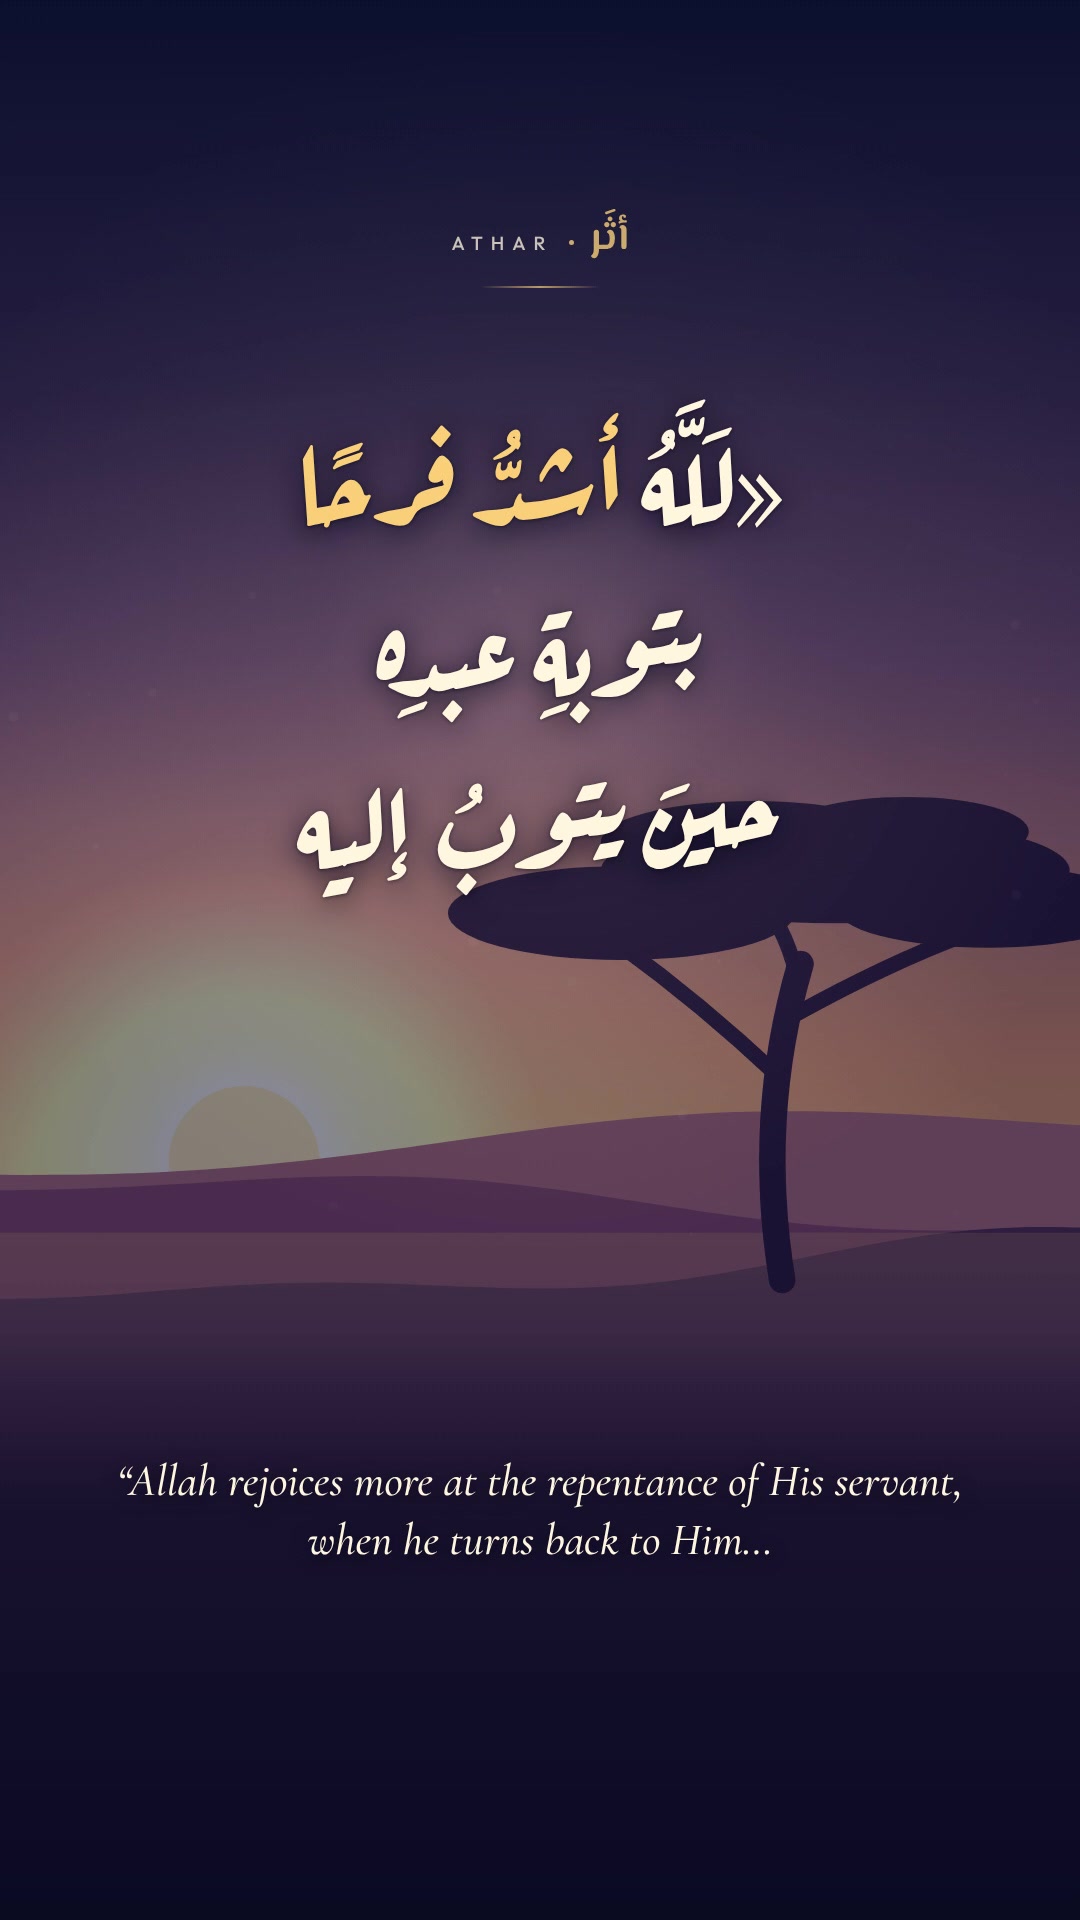 ATHAR · أثَر
«لَلَّهُ أشدُّ فرحًا
بتوبةِ عبدِه
حينَ يتوبُ إليه
“Allah rejoices more at the repentance of His servant,
when he turns back to Him...